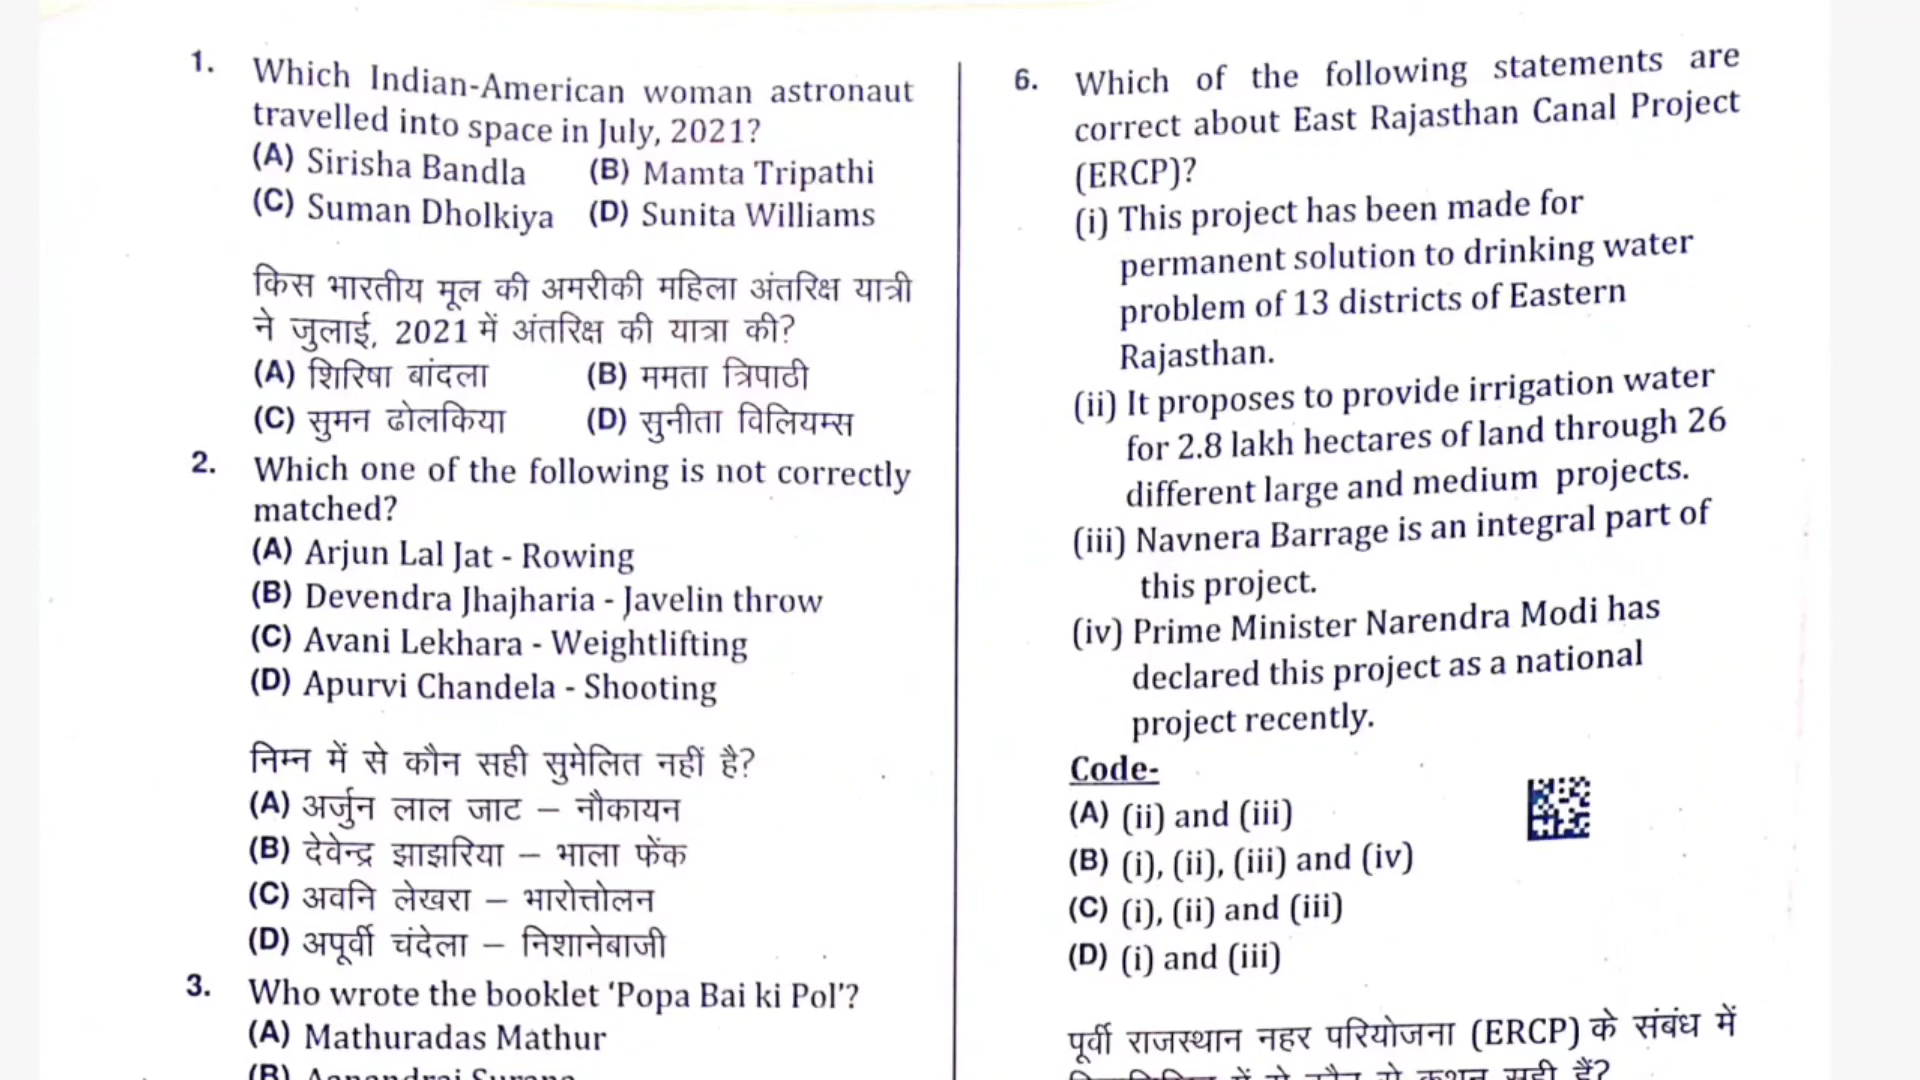 1. Which Indian-American woman astronaut
travelled into space in July, 2021?
(A) Sirisha Bandla (B) Mamta Tripathi
(C) Suman Dholkiya (D) Sunita Williams
किस भारतीय मूल की अमरीकी महिला अंतरिक्ष यात्री
ने जुलाई, 2021 में अंतरिक्ष की यात्रा की?
(A) शिरिषा बांदला (B) ममता त्रिपाठी
(C) सुमन ढोलकिया (D) सुनीता विलियम्स
2. Which one of the following is not correctly
matched?
(A) Arjun Lal Jat - Rowing
(B) Devendra Jhajharia - Javelin throw
(C) Avani Lekhara - Weightlifting
(D) Apurvi Chandela - Shooting
निम्न में से कौन सही सुमेलित नहीं है?
(A) अर्जुन लाल जाट – नौकायन
(B) देवेन्द्र झाझरिया – भाला फेंक
(C) अवनि लेखरा – भारोत्तोलन
(D) अपूर्वी चंदेला – निशानेबाजी
3. Who wrote the booklet ‘Popa Bai ki Pol’?
(A) Mathuradas Mathur
(B)
6. Which of the following statements are
correct about East Rajasthan Canal Project
(ERCP)?
(i) This project has been made for
permanent solution to drinking water
problem of 13 districts of Eastern
Rajasthan.
(ii) It proposes to provide irrigation water
for 2.8 lakh hectares of land through 26
different large and medium projects.
(iii) Navnera Barrage is an integral part of
this project.
(iv) Prime Minister Narendra Modi has
declared this project as a national
project recently.
Code-
(A) (ii) and (iii)
(B) (i), (ii), (iii) and (iv)
(C) (i), (ii) and (iii)
(D) (i) and (iii)
पूर्वी राजस्थान नहर परियोजना (ERCP) के संबंध में